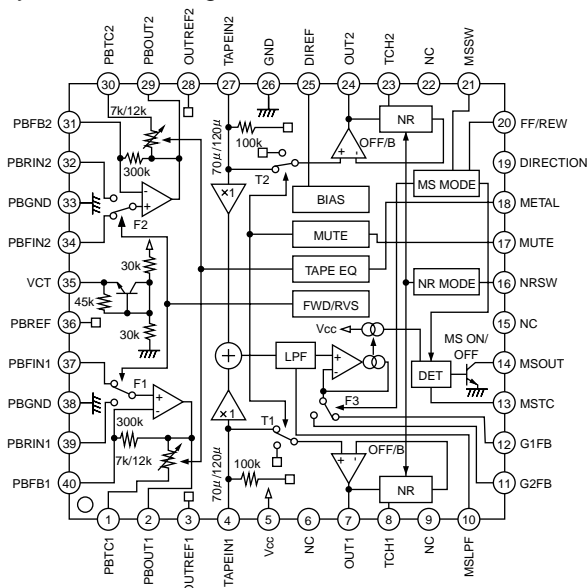 PBTC2
PBOUT2
OUTREF2
TAPEIN2
GND
DIREF
OUT2
TCH2
NC
MSSW
30
29
28
27
26
25
24
23
22
21
PBFB2
31
7k/12k
300k
70μ/120μ
100k
T2
×1
OFF/B
NR
20
FF/REW
PBRIN2
32
19
DIRECTION
PBGND
33
F2
BIAS
MS MODE
18
METAL
PBFIN2
34
MUTE
17
MUTE
VCT
35
30k
45k
30k
TAPE EQ
NR MODE
16
NRSW
PBREF
36
FWD/RVS
15
NC
Vcc
MS ON/
OFF
14
MSOUT
PBFIN1
37
F1
LPF
DET
13
MSTC
PBGND
38
×1
F3
12
G1FB
PBRIN1
39
300k
7k/12k
T1
OFF/B
11
G2FB
PBFB1
40
70μ/120μ
100k
NR
1
2
3
4
5
6
7
8
9
10
PBTC1
PBOUT1
OUTREF1
TAPEIN1
Vcc
NC
OUT1
TCH1
NC
MSLPF